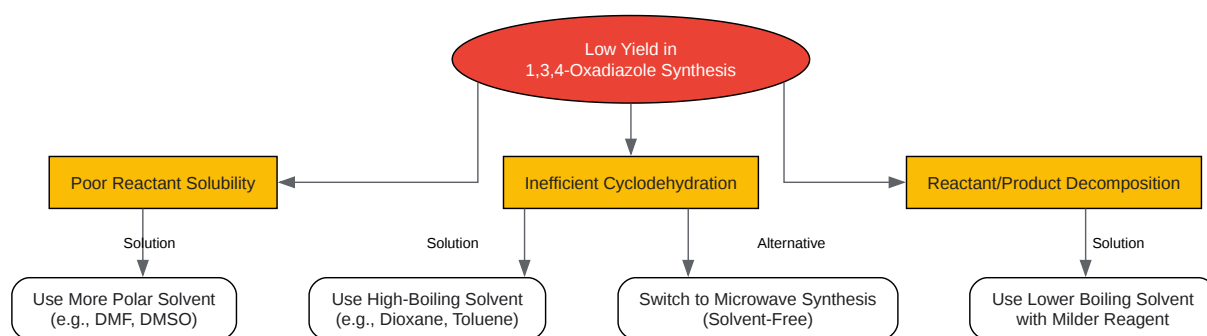 Low Yield in
1,3,4-Oxadiazole Synthesis
Poor Reactant Solubility
Inefficient Cyclodehydration
Reactant/Product Decomposition
Solution
Solution
Alternative
Solution
Use More Polar Solvent
(e.g., DMF, DMSO)
Use High-Boiling Solvent
(e.g., Dioxane, Toluene)
Switch to Microwave Synthesis
(Solvent-Free)
Use Lower Boiling Solvent
with Milder Reagent